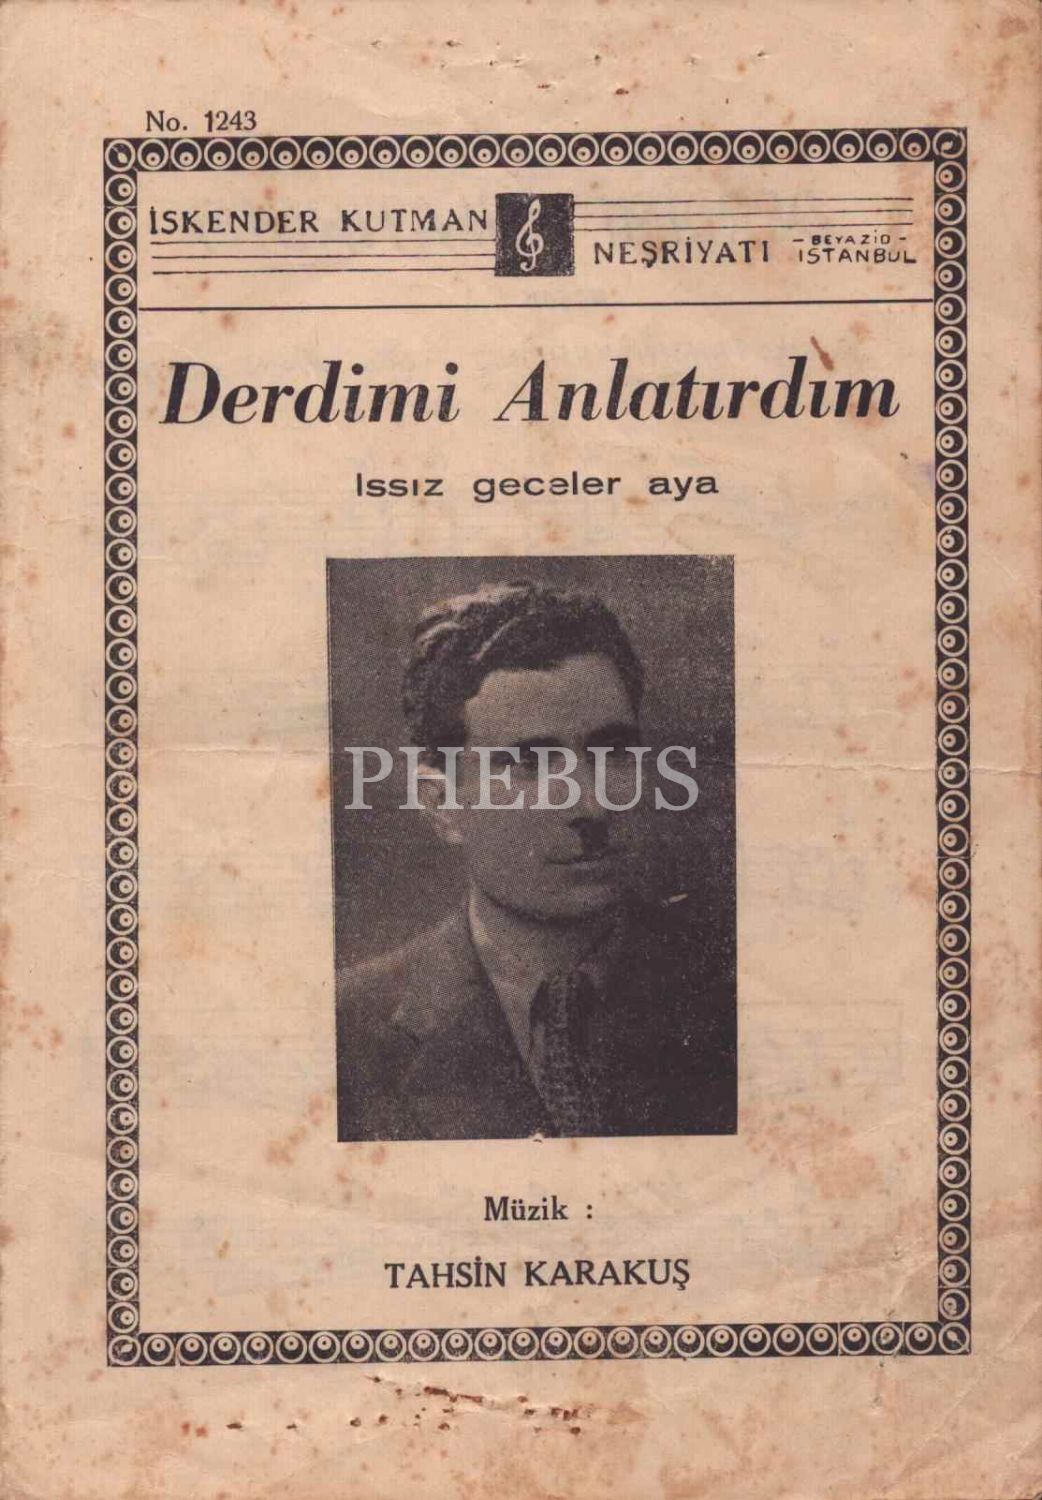 No. 1243
İSKENDER KUTMAN
NEŞRİYATI
- BEYAZID -
İSTANBUL
Derdimi Anlatırdım
Issız geceler aya
PHEBUS
Müzik :
TAHSİN KARAKUŞ